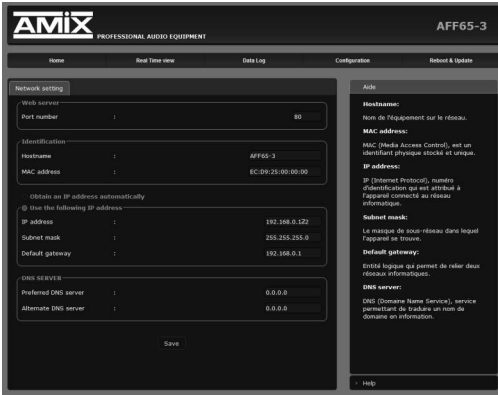 AMIX PROFESSIONAL AUDIO EQUIPMENT
AFF65-3
Home Real Time view Data Log Configuration Reboot & Update
Network setting
Web server
Port number : 80
Identification
Hostname : AFF65-3
MAC address : EC:D9:25:00:00:00
Obtain an IP address automatically
Use the following IP address
IP address : 192.168.0.122
Subnet mask : 255.255.255.0
Default gateway : 192.168.0.1
DNS SERVER
Preferred DNS server : 0.0.0.0
Alternate DNS server : 0.0.0.0
Save
Aide
Hostname:
Nom de l'équipement sur le réseau.
MAC address:
MAC (Media Access Control), est un
identifiant physique stocké et unique.
IP address:
IP (Internet Protocol), numéro
d'identification qui est attribué à
l'appareil connecté au réseau
informatique.
Subnet mask:
Le masque de sous-réseau dans lequel
l'appareil se trouve.
Default gateway:
Entité logique qui permet de relier deux
réseaux informatiques.
DNS server:
DNS (Domaine Name Service), service
permettant de traduire un nom de
domaine en information.
Help